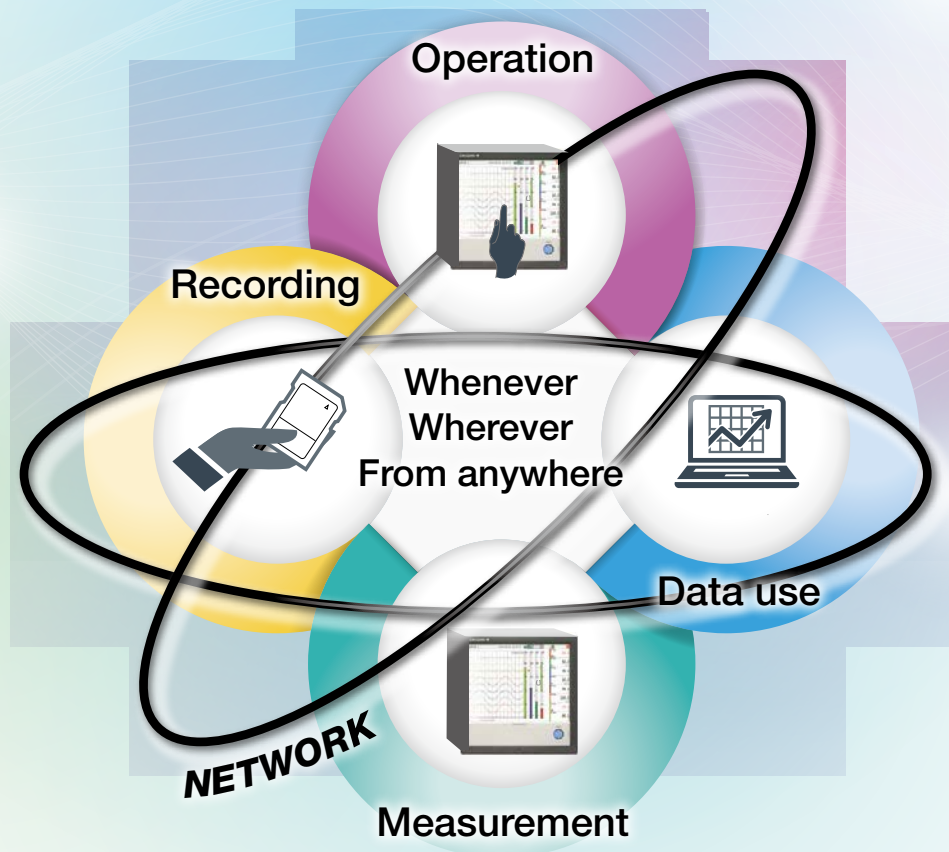 Operation
Recording
Whenever
Wherever
From anywhere
Data use
NETWORK
Measurement